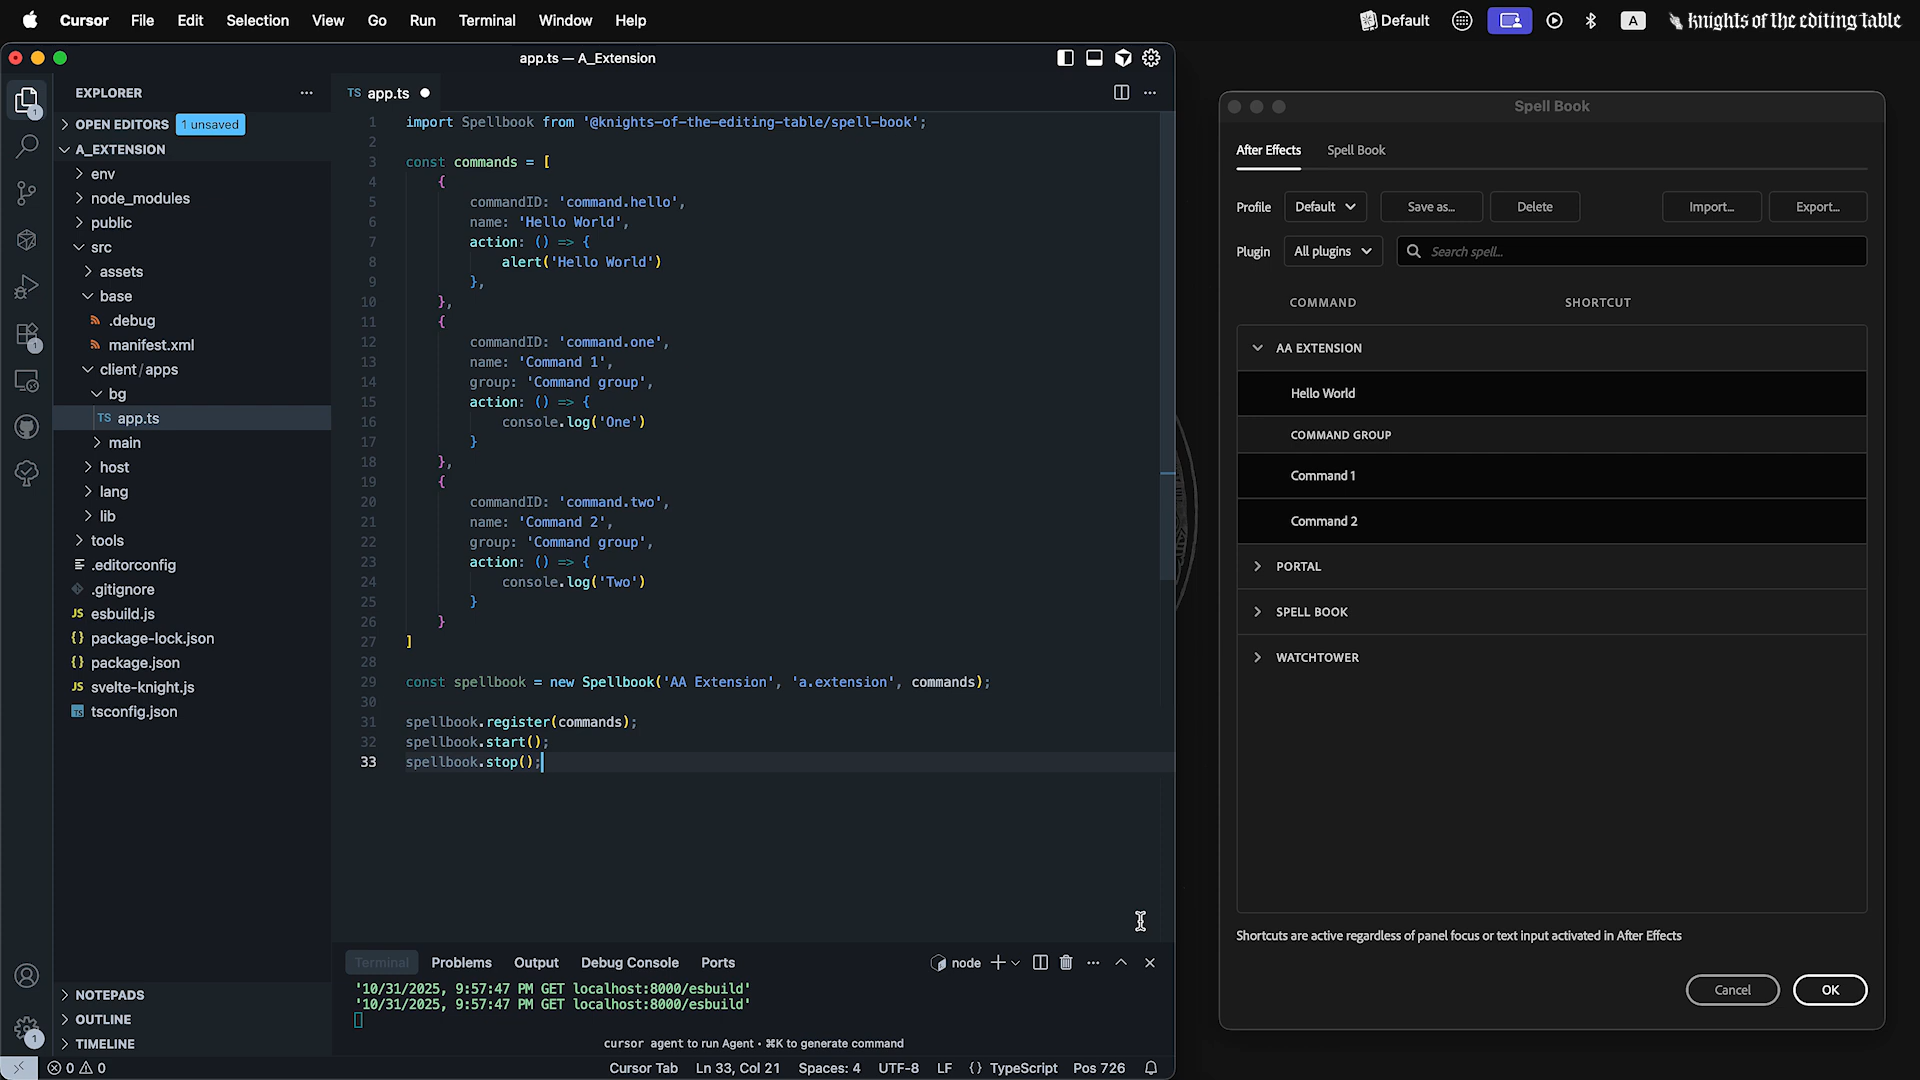 Cursor File Edit Selection View Go Run Terminal Window Help
Default A knights of the editing table
app.ts — A_Extension
EXPLORER
OPEN EDITORS 1 unsaved
A_EXTENSION
env
node_modules
public
src
assets
base
.debug
manifest.xml
client/apps
bg
TS app.ts
main
host
lang
lib
tools
.editorconfig
.gitignore
JS esbuild.js
{} package-lock.json
{} package.json
JS svelte-knight.js
TS tsconfig.json
NOTEPADS
OUTLINE
TIMELINE
1
1
1
TS app.ts
1 import Spellbook from '@knights-of-the-editing-table/spell-book';
2
3 const commands = [
4 {
5 commandID: 'command.hello',
6 name: 'Hello World',
7 action: () => {
8 alert('Hello World')
9 },
10 },
11 {
12 commandID: 'command.one',
13 name: 'Command 1',
14 group: 'Command group',
15 action: () => {
16 console.log('One')
17 }
18 },
19 {
20 commandID: 'command.two',
21 name: 'Command 2',
22 group: 'Command group',
23 action: () => {
24 console.log('Two')
25 }
26 }
27 ]
28
29 const spellbook = new Spellbook('AA Extension', 'a.extension', commands);
30
31 spellbook.register(commands);
32 spellbook.start();
33 spellbook.stop();
Terminal Problems Output Debug Console Ports node
'10/31/2025, 9:57:47 PM GET localhost:8000/esbuild'
'10/31/2025, 9:57:47 PM GET localhost:8000/esbuild'
cursor agent to run Agent • ⌘K to generate command
0 0 Cursor Tab Ln 33, Col 21 Spaces: 4 UTF-8 LF {} TypeScript Pos 726
Spell Book
After Effects Spell Book
Profile Default Save as... Delete Import... Export...
Plugin All plugins Search spell...
COMMAND SHORTCUT
AA EXTENSION
Hello World
COMMAND GROUP
Command 1
Command 2
PORTAL
SPELL BOOK
WATCHTOWER
Shortcuts are active regardless of panel focus or text input activated in After Effects
Cancel OK